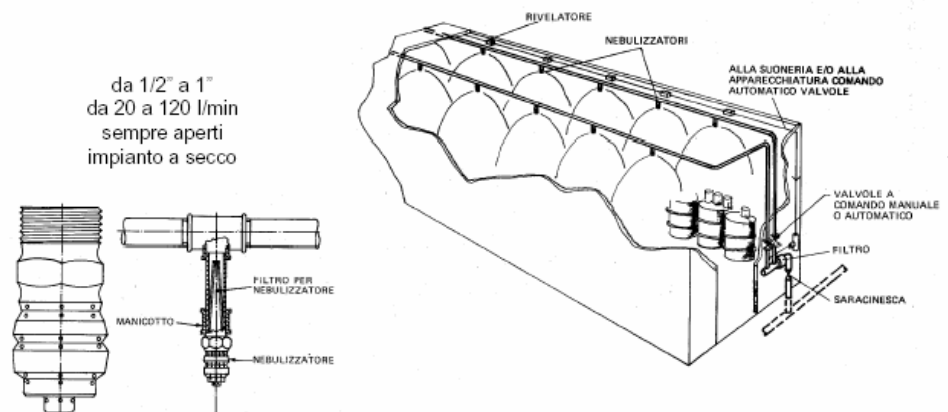 da 1/2” a 1”
da 20 a 120 l/min
sempre aperti
impianto a secco
FILTRO PER
NEBULIZZATORE
MANICOTTO
NEBULIZZATORE
RIVELATORE
NEBULIZZATORI
ALLA SUONERIA E/O ALLA
APPARECCHIATURA COMANDO
AUTOMATICO VALVOLE
VALVOLE A
COMANDO MANUALE
O AUTOMATICO
FILTRO
SARACINESCA